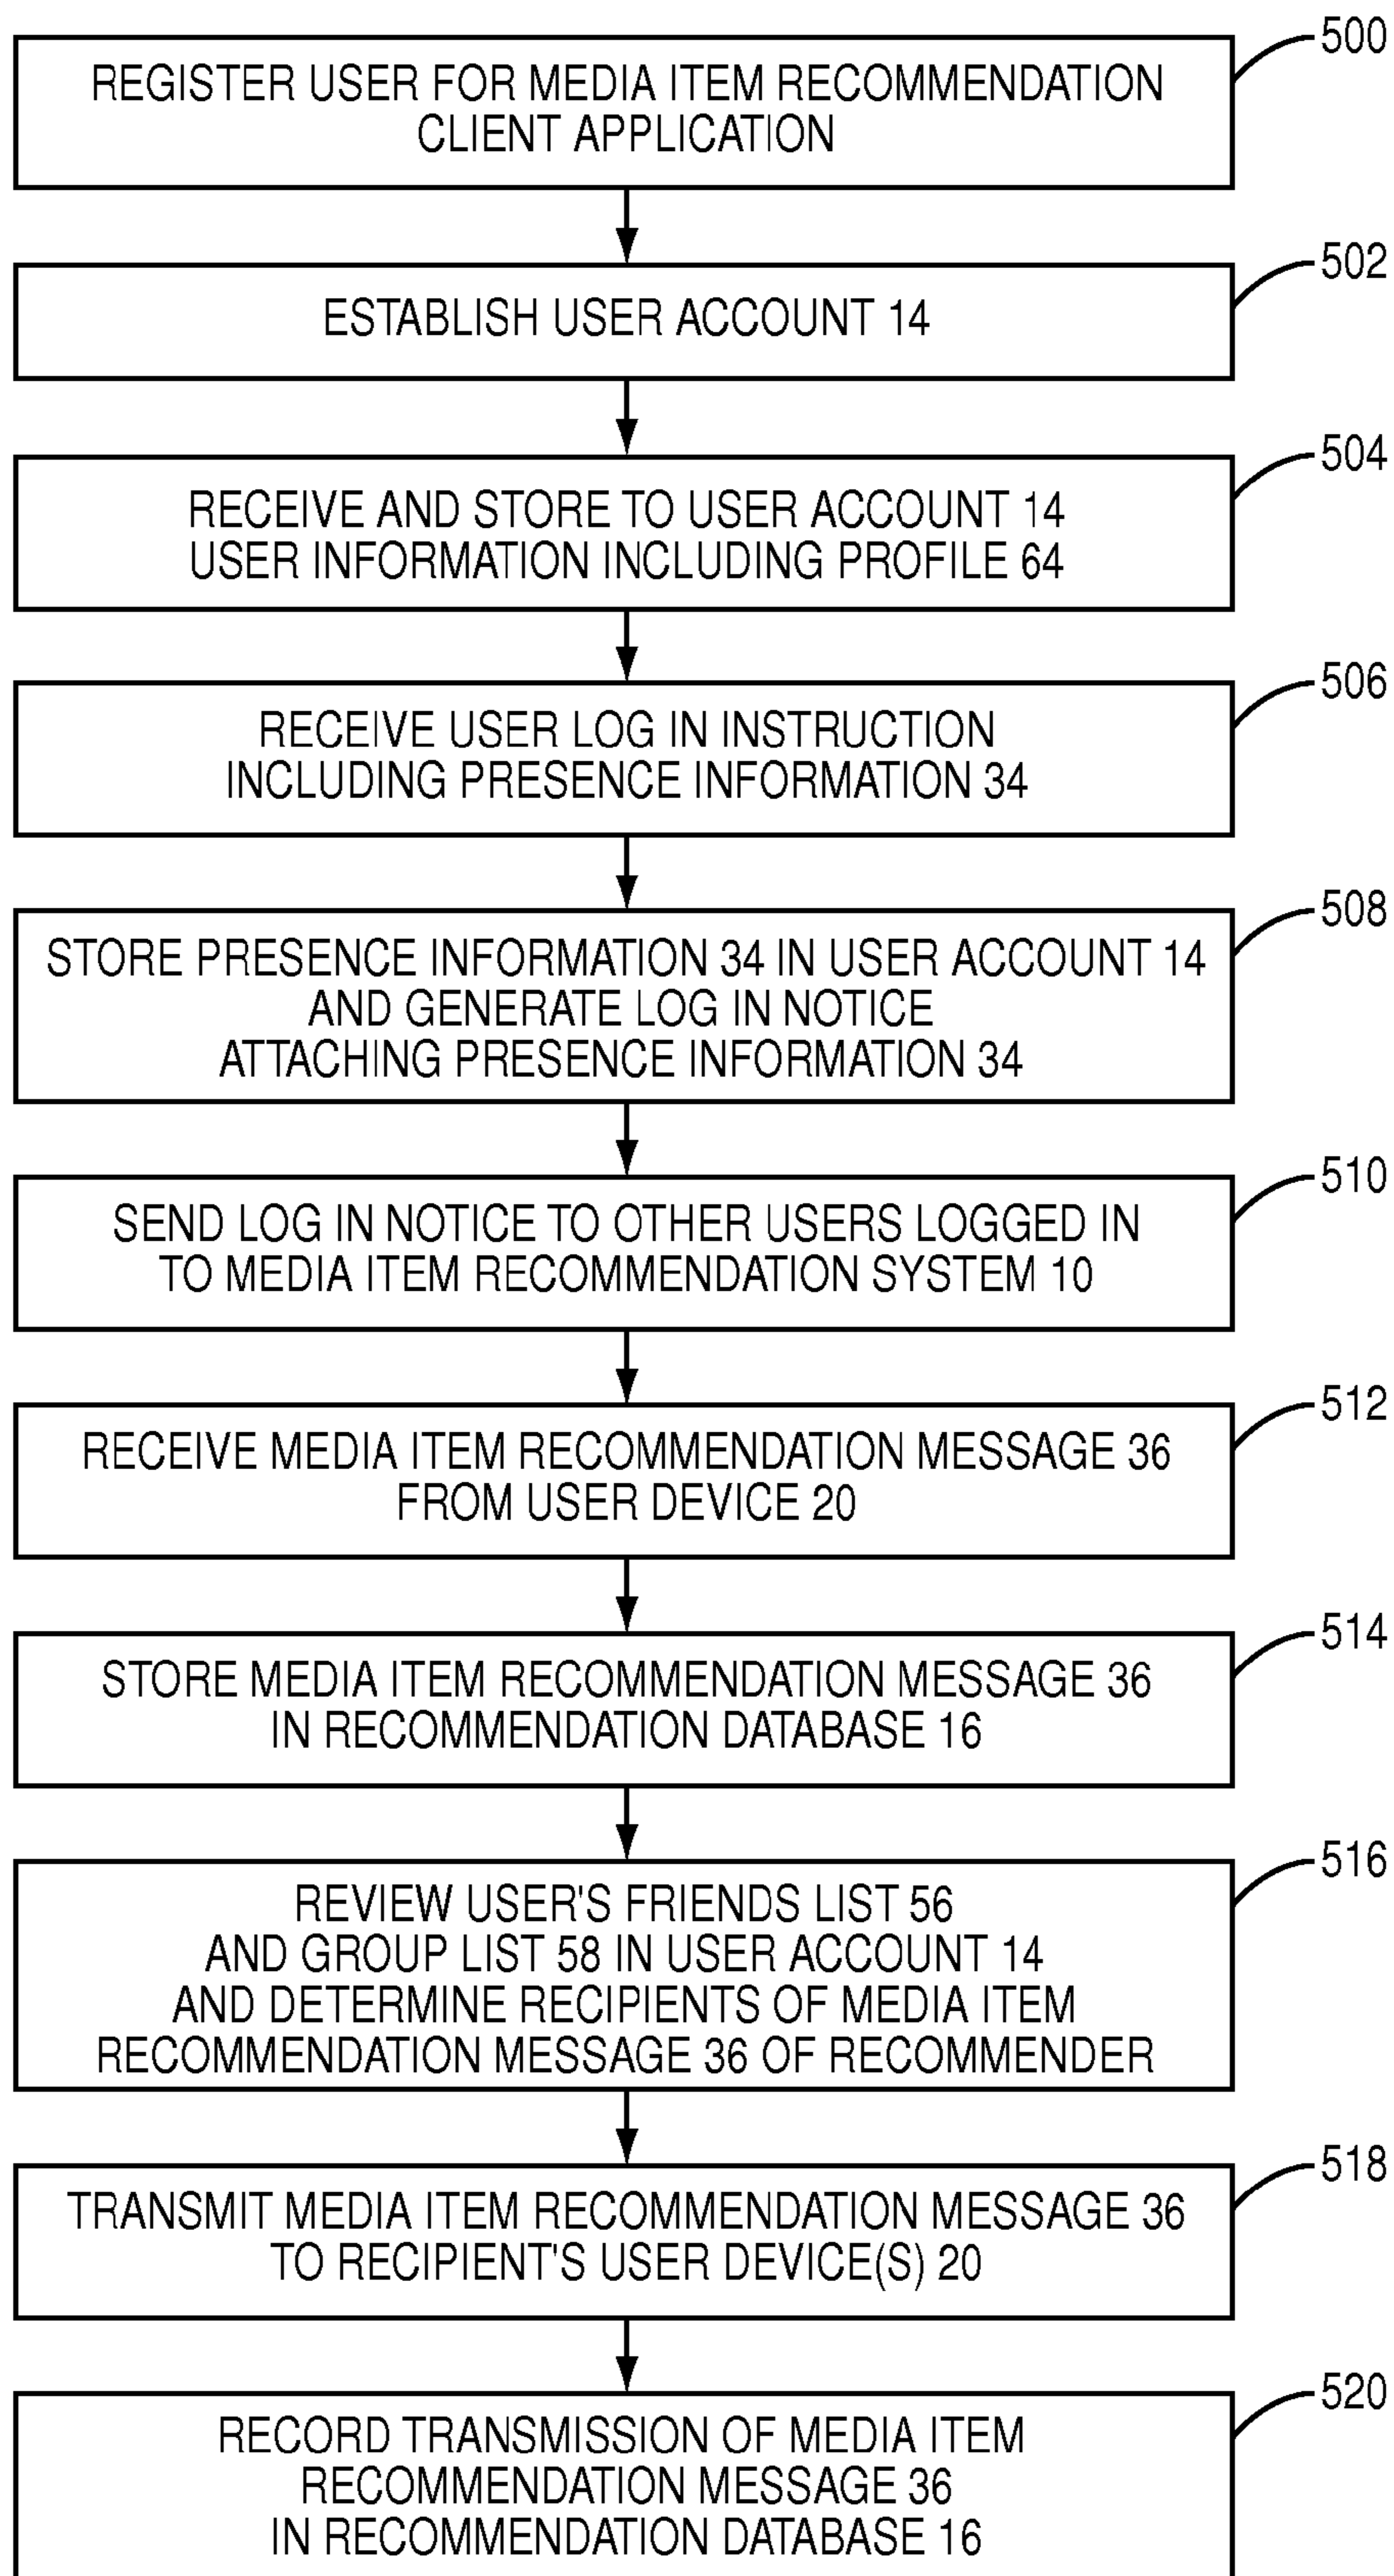 500
REGISTER USER FOR MEDIA ITEM RECOMMENDATION
CLIENT APPLICATION
502
ESTABLISH USER ACCOUNT 14
504
RECEIVE AND STORE TO USER ACCOUNT 14
USER INFORMATION INCLUDING PROFILE 64
506
RECEIVE USER LOG IN INSTRUCTION
INCLUDING PRESENCE INFORMATION 34
508
STORE PRESENCE INFORMATION 34 IN USER ACCOUNT 14
AND GENERATE LOG IN NOTICE
ATTACHING PRESENCE INFORMATION 34
510
SEND LOG IN NOTICE TO OTHER USERS LOGGED IN
TO MEDIA ITEM RECOMMENDATION SYSTEM 10
512
RECEIVE MEDIA ITEM RECOMMENDATION MESSAGE 36
FROM USER DEVICE 20
514
STORE MEDIA ITEM RECOMMENDATION MESSAGE 36
IN RECOMMENDATION DATABASE 16
516
REVIEW USER'S FRIENDS LIST 56
AND GROUP LIST 58 IN USER ACCOUNT 14
AND DETERMINE RECIPIENTS OF MEDIA ITEM
RECOMMENDATION MESSAGE 36 OF RECOMMENDER
518
TRANSMIT MEDIA ITEM RECOMMENDATION MESSAGE 36
TO RECIPIENT'S USER DEVICE(S) 20
520
RECORD TRANSMISSION OF MEDIA ITEM
RECOMMENDATION MESSAGE 36
IN RECOMMENDATION DATABASE 16